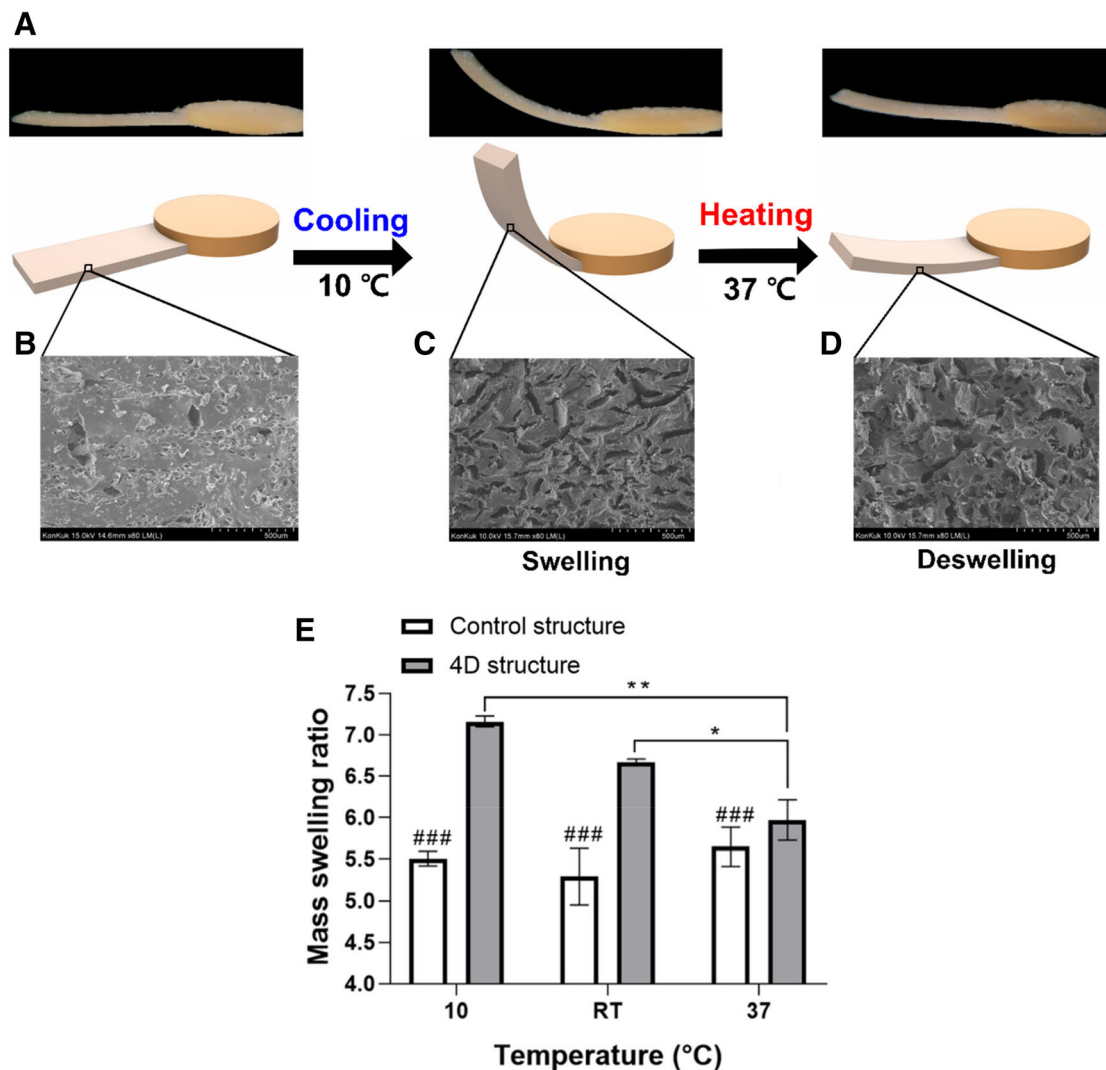 A
Cooling
10 ℃
Heating
37 ℃
B
C
D
KonKuk 15.0kV 14.6mm x80 LM(L)
500um
KonKuk 10.0kV 15.7mm x80 LM(L)
500um
KonKuk 10.0kV 15.7mm x80 LM(L)
500um
Swelling
Deswelling
E
Control structure
4D structure
Mass swelling ratio
7.5
7.0
6.5
6.0
5.5
5.0
4.5
4.0
**
*
###
###
###
10
RT
37
Temperature (°C)